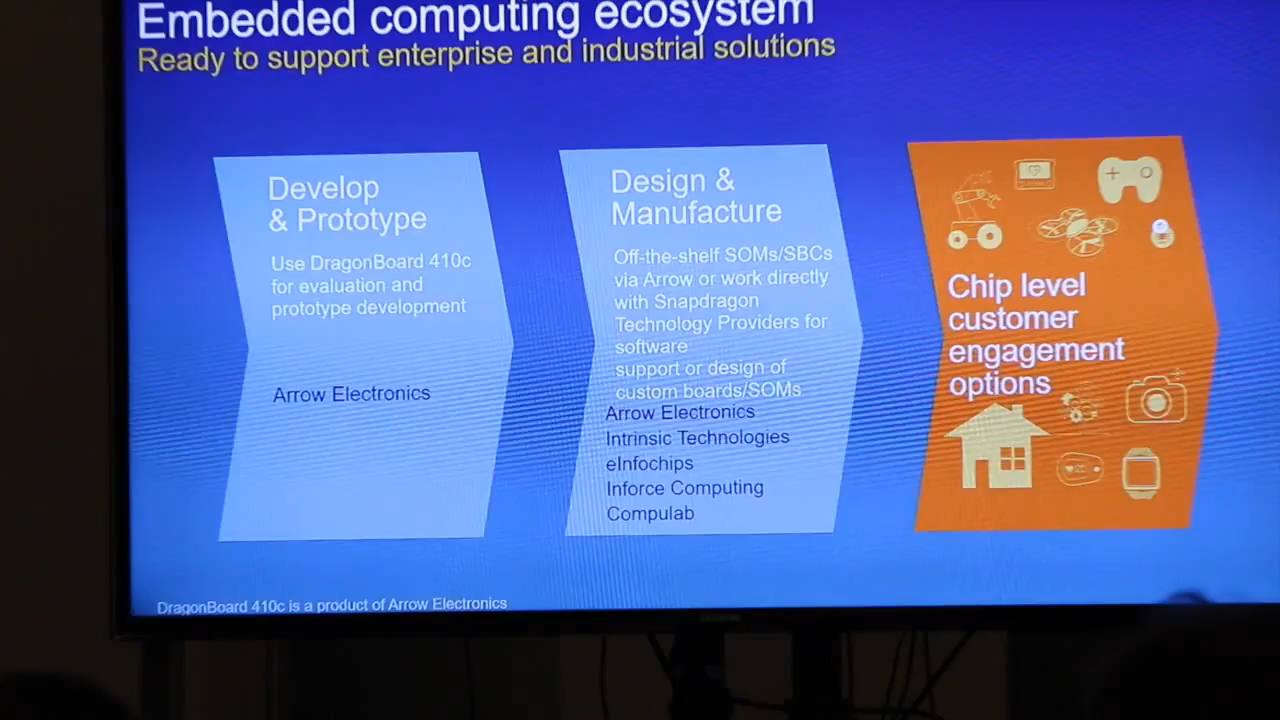 Embedded computing ecosystem
Ready to support enterprise and industrial solutions
Develop
& Prototype
Use DragonBoard 410c
for evaluation and
prototype development
Arrow Electronics
Design &
Manufacture
Off-the-shelf SOMs/SBCs
via Arrow or work directly
with Snapdragon
Technology Providers for
software
support or design of
custom boards/SOMs
Arrow Electronics
Intrinsic Technologies
eInfochips
Inforce Computing
Compulab
Chip level
customer
engagement
options
DragonBoard 410c is a product of Arrow Electronics